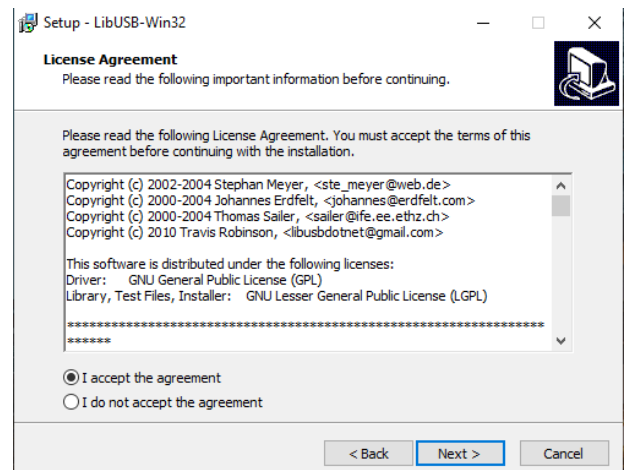 Setup - LibUSB-Win32
License Agreement
Please read the following important information before continuing.
Please read the following License Agreement. You must accept the terms of this
agreement before continuing with the installation.
Copyright (c) 2002-2004 Stephan Meyer, <ste_meyer@web.de>
Copyright (c) 2000-2004 Johannes Erdfelt, <johannes@erdfelt.com>
Copyright (c) 2000-2004 Thomas Sailer, <sailer@ife.ee.ethz.ch>
Copyright (c) 2010 Travis Robinson, <libusbdotnet@gmail.com>
This software is distributed under the following licenses:
Driver: GNU General Public License (GPL)
Library, Test Files, Installer: GNU Lesser General Public License (LGPL)
*****************************************************************
******
I accept the agreement
I do not accept the agreement
< Back Next > Cancel